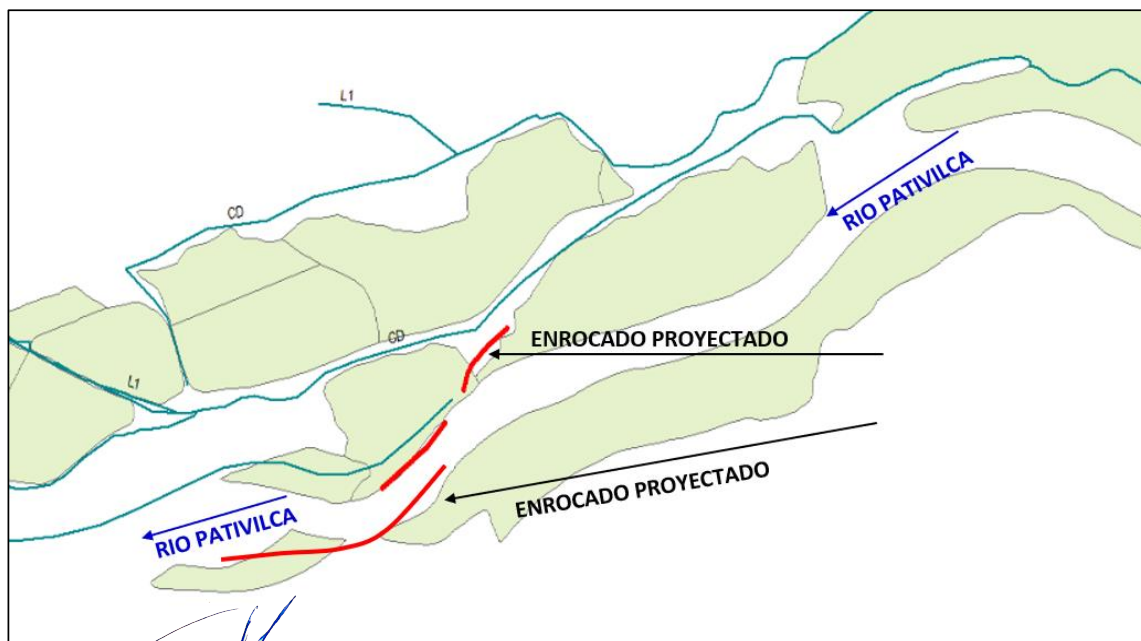 L1
CD
RIO PATIVILCA
ENROCADO PROYECTADO
CD
L1
ENROCADO PROYECTADO
RIO PATIVILCA